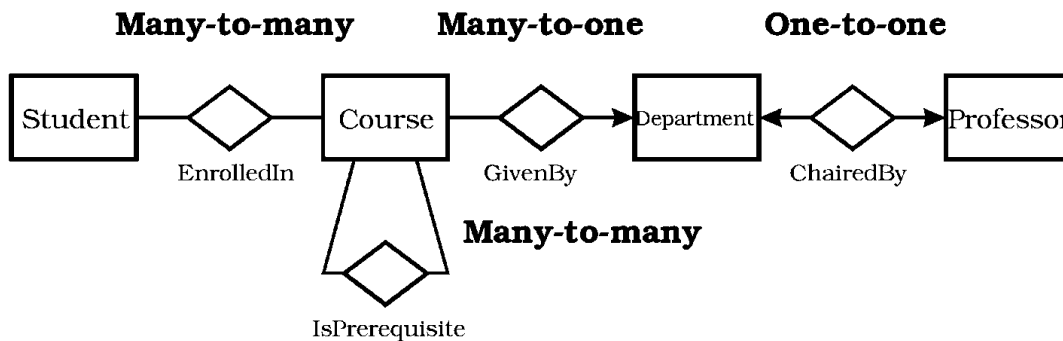 Many-to-many Many-to-one One-to-one
Student Course Department Professor
EnrolledIn GivenBy ChairedBy
Many-to-many
IsPrerequisite